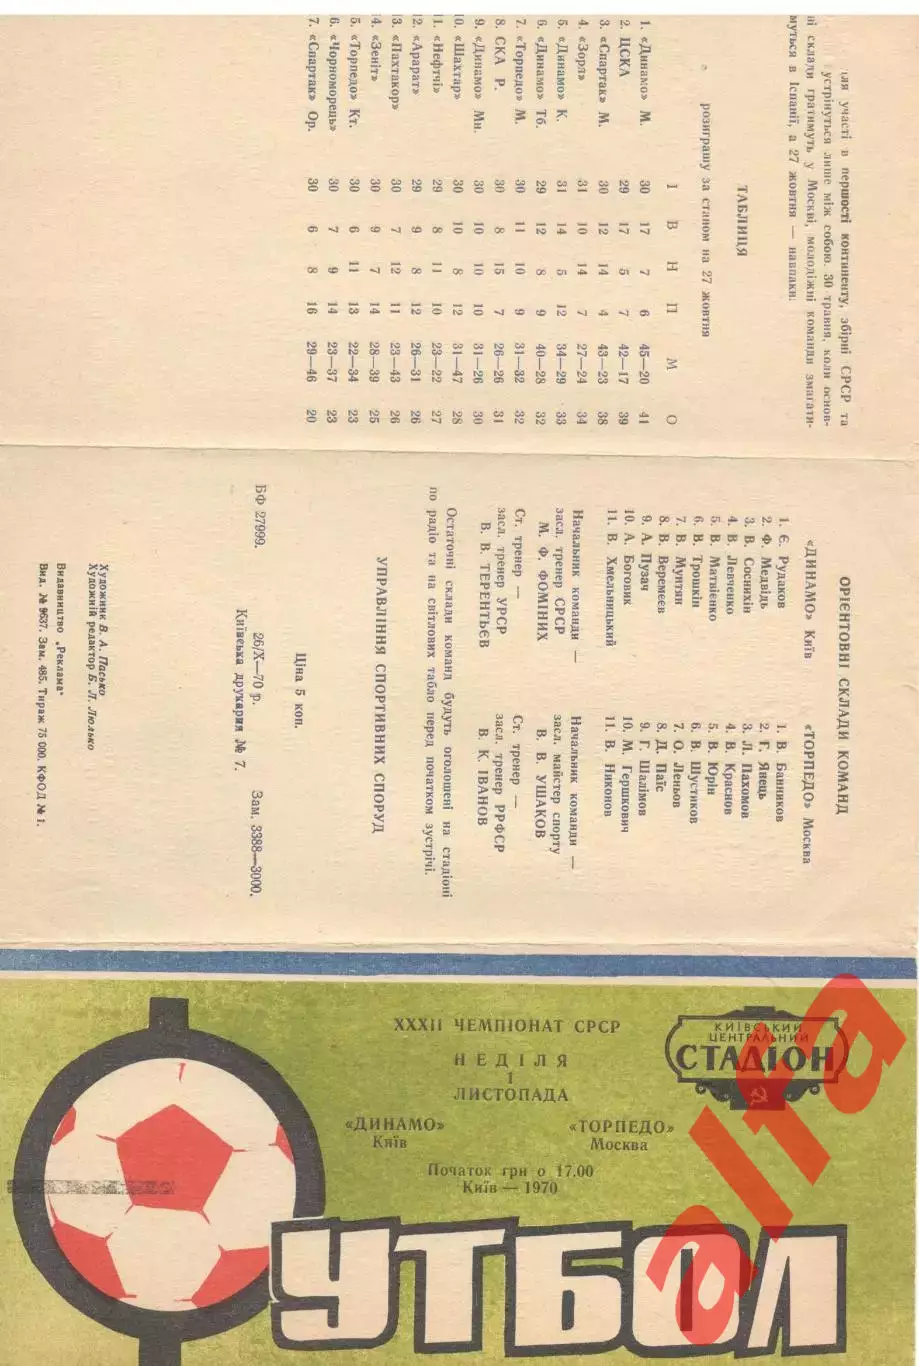 ля участі в першості континенту, збірні СРСР та
устрінуться лише між собою. 30 травня, коли основ-
ні склади гратимуть у Москві, молодіжні команди змагати-
муться в Іспанії, а 27 жовтня — навпаки.
ТАБЛИЦЯ
розиграшу за станом на 27 жовтня
І В Н П М О
1. «Динамо» М. 30 17 7 6 45—20 41
2. ЦСКА 29 17 5 7 42—17 39
3. «Спартак» М. 30 12 14 4 43—23 38
4. «Зоря» 31 10 14 7 27—24 34
5. «Динамо» К. 31 14 5 12 34—29 33
6. «Динамо» Тб. 29 12 8 9 40—28 32
7. «Торпедо» М. 30 11 10 9 31—32 32
8. СКА Р. 30 8 15 7 26—26 31
9. «Динамо» Мн. 30 10 10 10 31—26 30
10. «Шахтар» 30 10 8 12 31—47 28
11. «Нефтчі» 29 8 11 10 23—22 27
12. «Арарат» 29 9 8 12 26—31 26
13. «Пахтакор» 30 7 12 11 23—43 26
14. «Зеніт» 30 9 7 14 28—39 25
5. «Торпедо» Кт. 30 6 11 13 22—34 23
6. «Чорноморець» 30 7 9 14 23—37 23
7. «Спартак» Ор. 30 6 8 16 29—46 20
ОРІЄНТОВНІ СКЛАДИ КОМАНД
«ДИНАМО» Київ
1. Є. Рудаков
2. Ф. Медвідь
3. В. Соснихін
4. В. Левченко
5. В. Матвієнко
6. В. Трошкін
7. В. Мунтян
8. В. Веремєєв
9. А. Пузач
10. А. Боговик
11. В. Хмельницький
Начальник команди —
засл. тренер СРСР
М. Ф. ФОМІНИХ
Ст. тренер —
засл. тренер УРСР
В. В. ТЕРЕНТЬЄВ
«ТОРПЕДО» Москва
1. В. Банников
2. Г. Янець
3. Л. Пахомов
4. В. Краснов
5. В. Юрін
6. В. Шустиков
7. О. Леньов
8. Д. Паїс
9. Г. Шалімов
10. М. Гершкович
11. В. Никонов
Начальник команди —
засл. майстер спорту
В. В. УШАКОВ
Ст. тренер —
засл. тренер РРФСР
В. К. ІВАНОВ
Остаточні склади команд будуть оголошені на стадіоні
по радіо та на світлових табло перед початком зустрічі.
УПРАВЛІННЯ СПОРТИВНИХ СПОРУД
Ціна 5 коп.
БФ 27999. 26/X—70 р. Зам. 3388—3000.
Київська друкарня № 7.
Художник В. А. Пасько
Художній редактор Б. Л. Люлько
Видавництво „Реклама"
Вид. № 9637. Зам. 485. Тираж 75 000. КФОД № 1.
КИЇВСЬКИЙ
ЦЕНТРАЛЬНИЙ
СТАДІОН
XXXII ЧЕМПІОНАТ СРСР
НЕДІЛЯ
1
ЛИСТОПАДА
«ДИНАМО» «ТОРПЕДО»
Київ Москва
Початок гри о 17.00
Київ — 1970
ФУТБОЛ
alfa